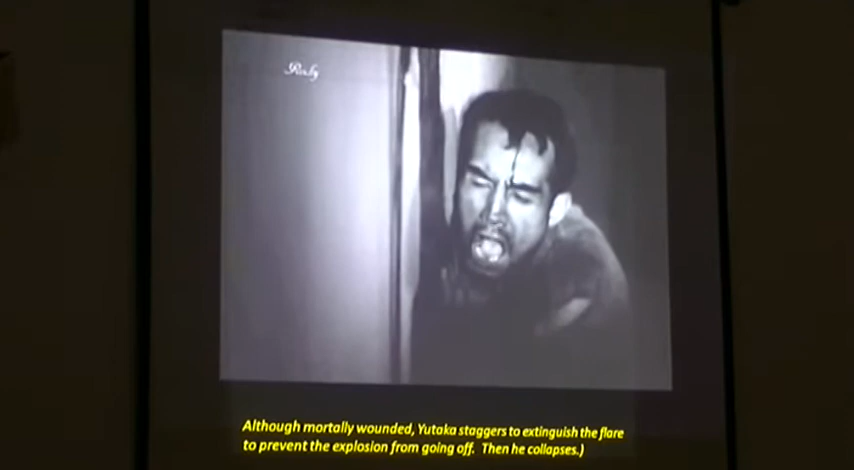 Ruby
Although mortally wounded, Yutaka staggers to extinguish the flare
to prevent the explosion from going off. Then he collapses.)